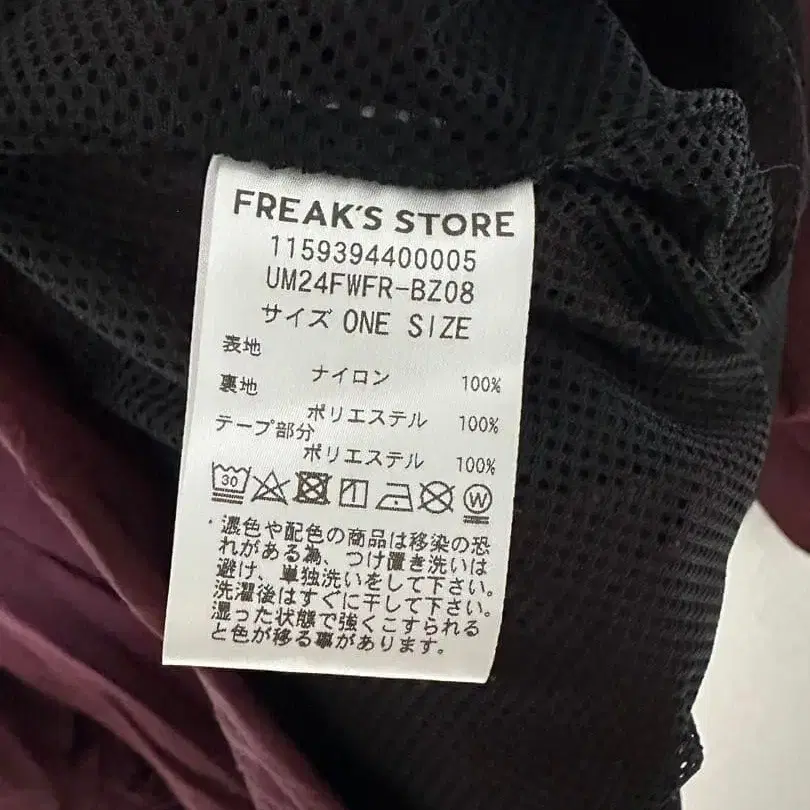 FREAK'S STORE
1159394400005
UM24FWFR-BZ08
サイズ ONE SIZE
表地
ナイロン 100%
裏地
ポリエステル 100%
テープ部分
ポリエステル 100%
30 W
・濃色や配色の商品は移染の恐
れがある為、つけ置き洗いは
避け、単独洗いをして下さい。
洗濯後はすぐに干して下さい。
湿った状態で強くこすられる
と色が移る事があります。